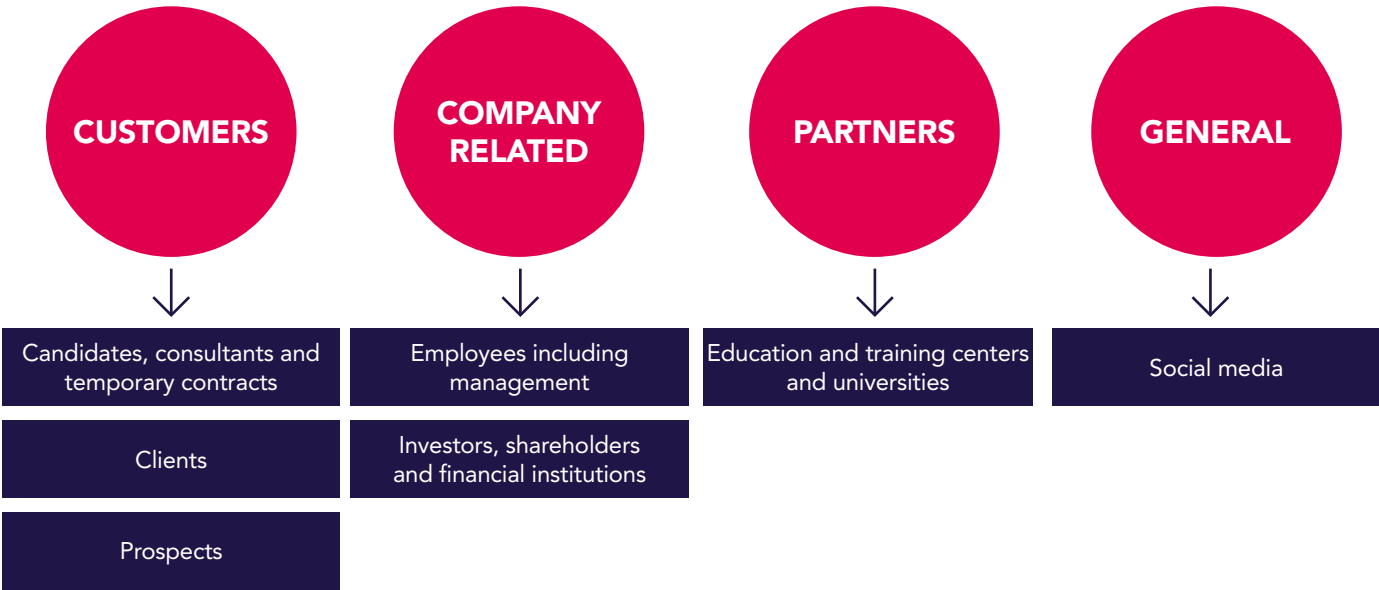 CUSTOMERS
COMPANY
RELATED
PARTNERS
GENERAL
Candidates, consultants and
temporary contracts
Employees including
management
Education and training centers
and universities
Social media
Clients
Investors, shareholders
and financial institutions
Prospects